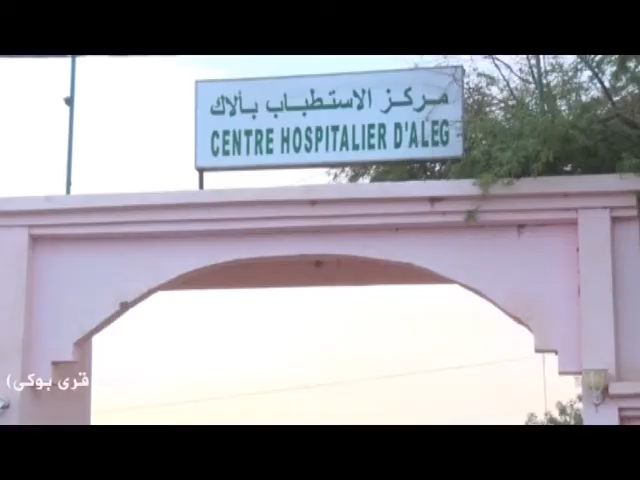 مركز الاستطباب بألاك
CENTRE HOSPITALIER D'ALEG
قرى بوكى)